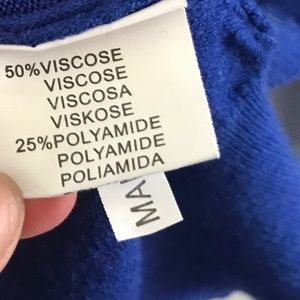 50%VISCOSE
VISCOSE
VISCOSA
VISKOSE
25%POLYAMIDE
POLYAMIDE
POLIAMIDA
MA